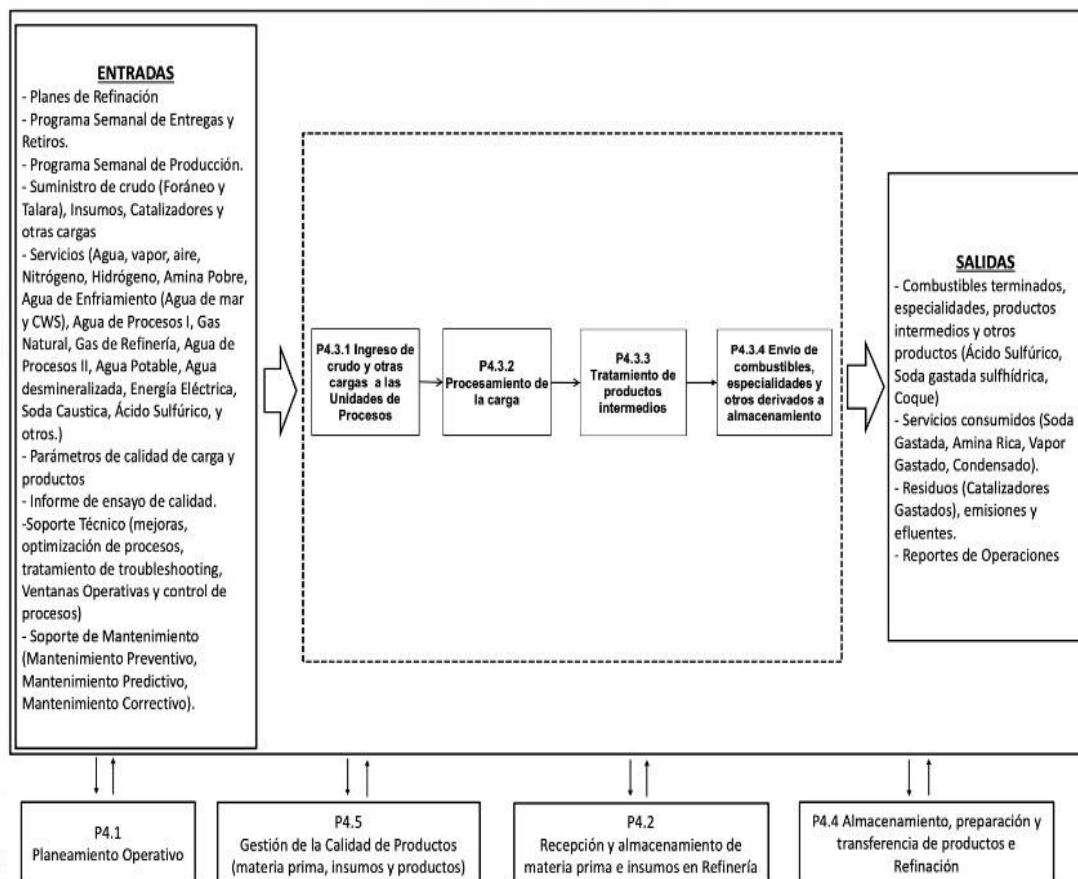 ENTRADAS
- Planes de Refinación
- Programa Semanal de Entregas y
Retiros.
- Programa Semanal de Producción.
- Suministro de crudo (Foráneo y
Talara), Insumos, Catalizadores y
otras cargas
- Servicios (Agua, vapor, aire,
Nitrógeno, Hidrógeno, Amina Pobre,
Agua de Enfriamiento (Agua de mar
y CWS), Agua de Procesos I, Gas
Natural, Gas de Refinería, Agua de
Procesos II, Agua Potable, Agua
desmineralizada, Energía Eléctrica,
Soda Caustica, Ácido Sulfúrico, y
otros.)
- Parámetros de calidad de carga y
productos
- Informe de ensayo de calidad.
-Soporte Técnico (mejoras,
optimización de procesos,
tratamiento de troubleshooting,
Ventanas Operativas y control de
procesos)
- Soporte de Mantenimiento
(Mantenimiento Preventivo,
Mantenimiento Predictivo,
Mantenimiento Correctivo).
P4.3.1 Ingreso de
crudo y otras
cargas a las
Unidades de
Procesos
P4.3.2
Procesamiento de
la carga
P4.3.3
Tratamiento de
productos
intermedios
P4.3.4 Envío de
combustibles,
especialidades y
otros derivados a
almacenamiento
SALIDAS
- Combustibles terminados,
especialidades, productos
intermedios y otros
productos (Ácido Sulfúrico,
Soda gastada sulfhídrica,
Coque)
- Servicios consumidos (Soda
Gastada, Amina Rica, Vapor
Gastado, Condensado).
- Residuos (Catalizadores
Gastados), emisiones y
efluentes.
- Reportes de Operaciones
P4.1
Planeamiento Operativo
P4.5
Gestión de la Calidad de Productos
(materia prima, insumos y productos)
P4.2
Recepción y almacenamiento de
materia prima e insumos en Refinería
P4.4 Almacenamiento, preparación y
transferencia de productos e
Refinación